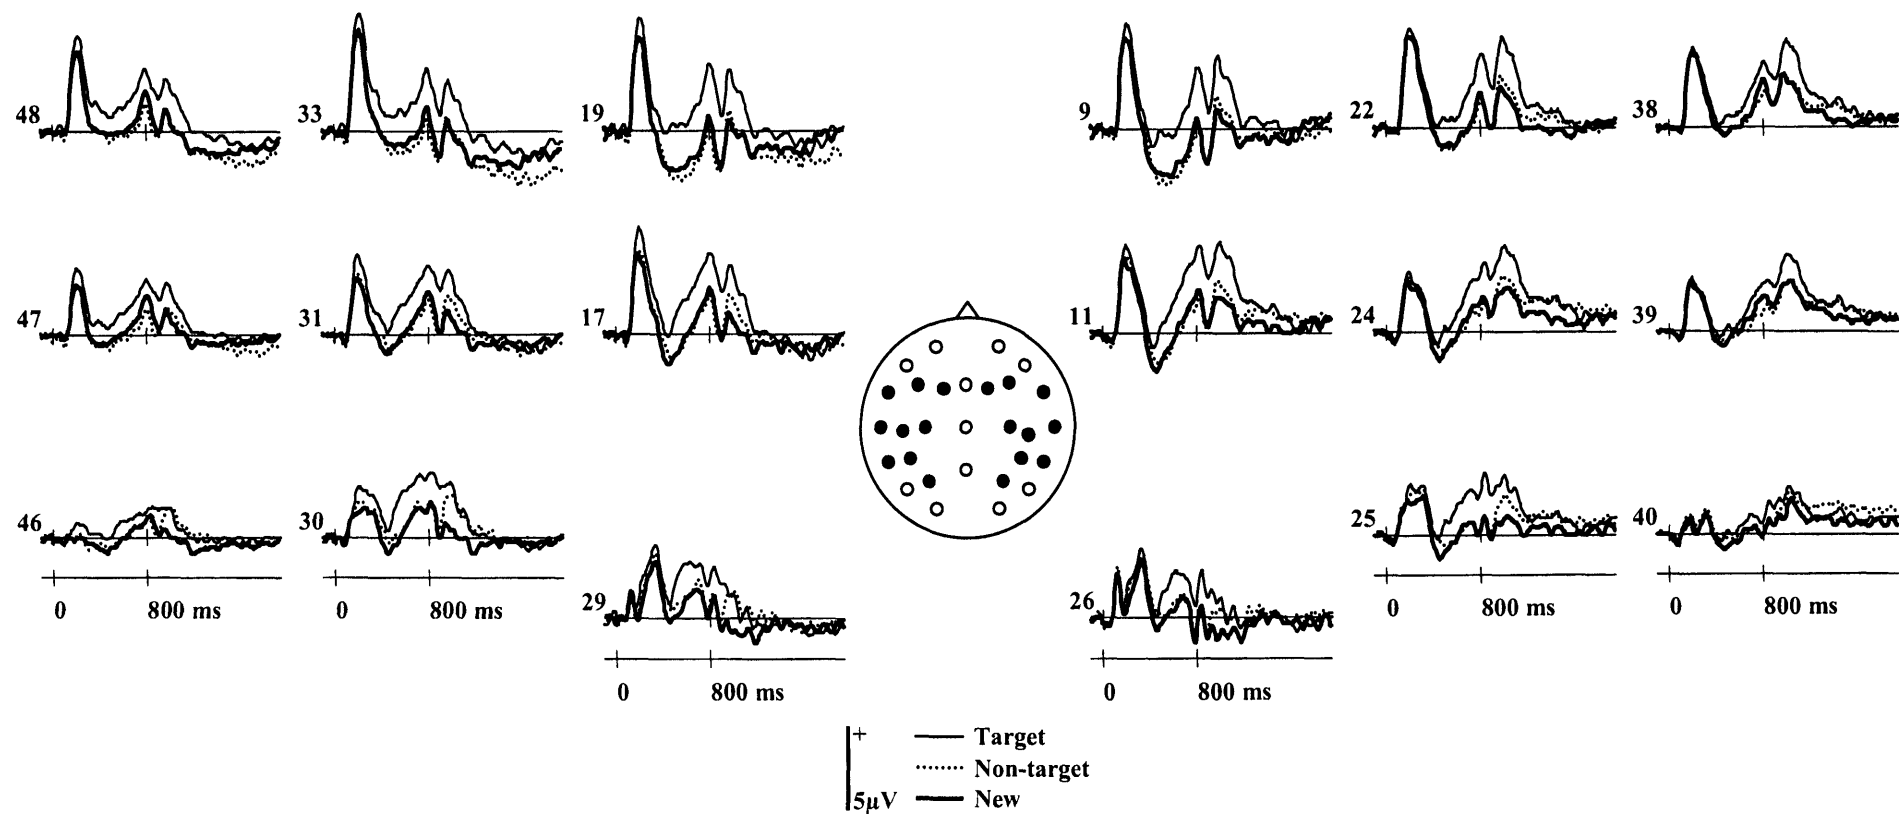 48 33 19 9 22 38
47 31 17 11 24 39
46 30 25 40
29 26
0 800 ms 0 800 ms 0 800 ms 0 800 ms
0 800 ms 0 800 ms
+ Target
Non-target
5µV New